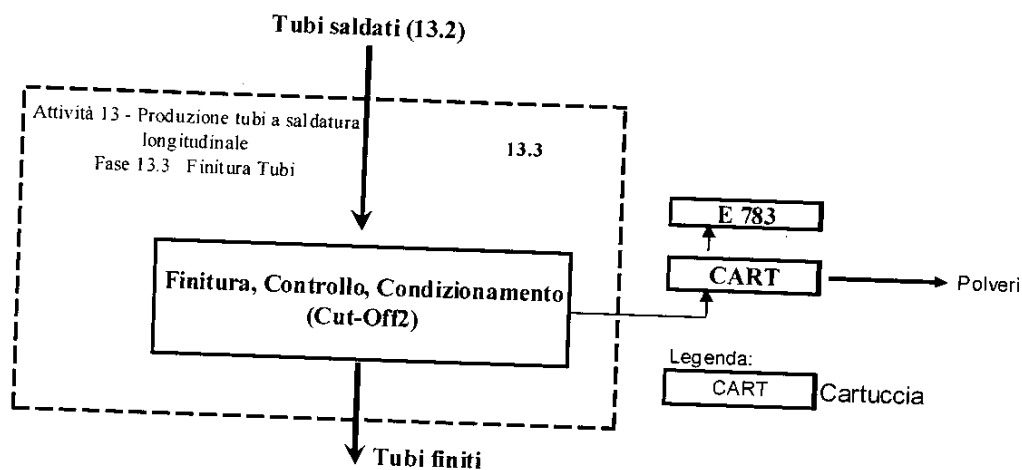 Tubi saldati (13.2)
Attività 13 - Produzione tubi a saldatura
longitudinale
Fase 13.3 Finitura Tubi
13.3
E 783
CART
Polveri
Finitura, Controllo, Condizionamento
(Cut-Off2)
Legenda:
CART Cartuccia
Tubi finiti